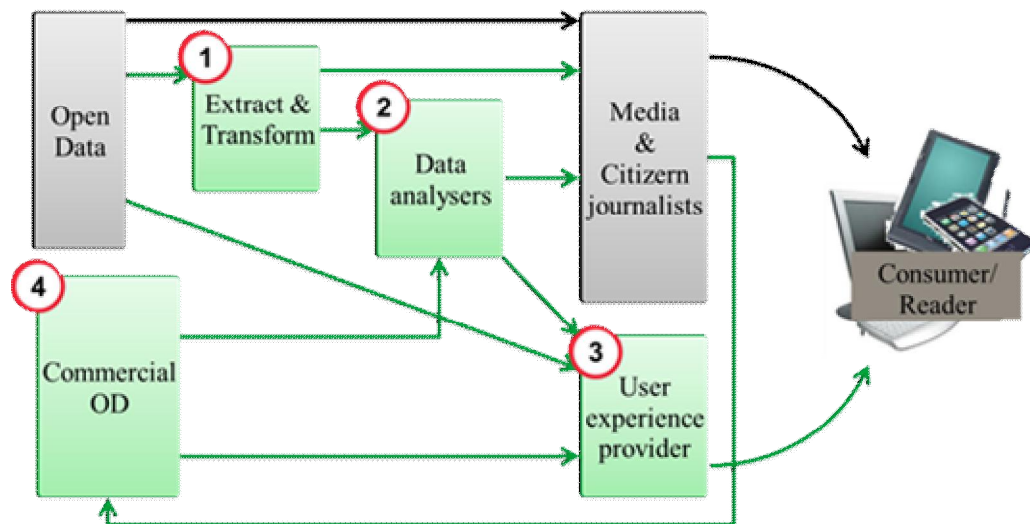 Open
Data
1
Extract &
Transform
2
Data
analysers
Media
&
Citizern
journalists
Consumer/
Reader
4
Commercial
OD
3
User
experience
provider